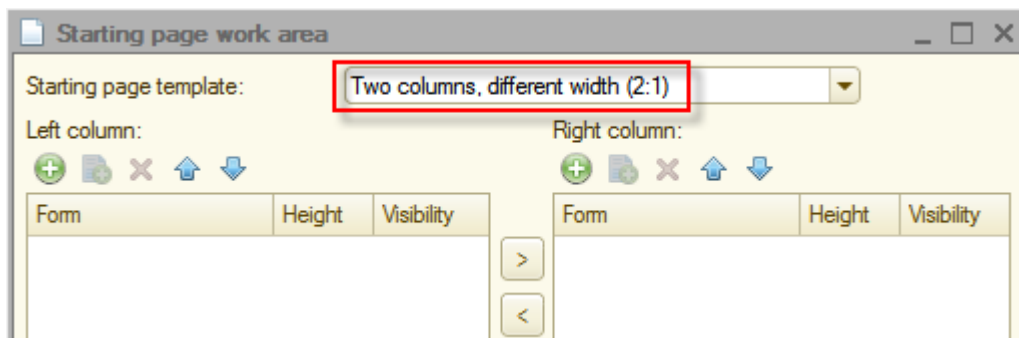 Starting page work area
Starting page template: Two columns, different width (2:1)
Left column: Right column:
Form Height Visibility Form Height Visibility
>
<